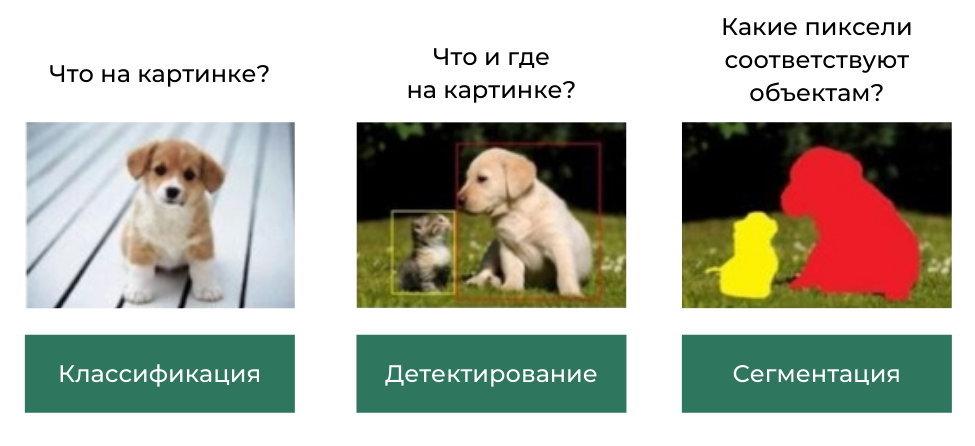 Что на картинке?
Что и где
на картинке?
Какие пиксели
соответствуют
объектам?
Классификация
Детектирование
Сегментация